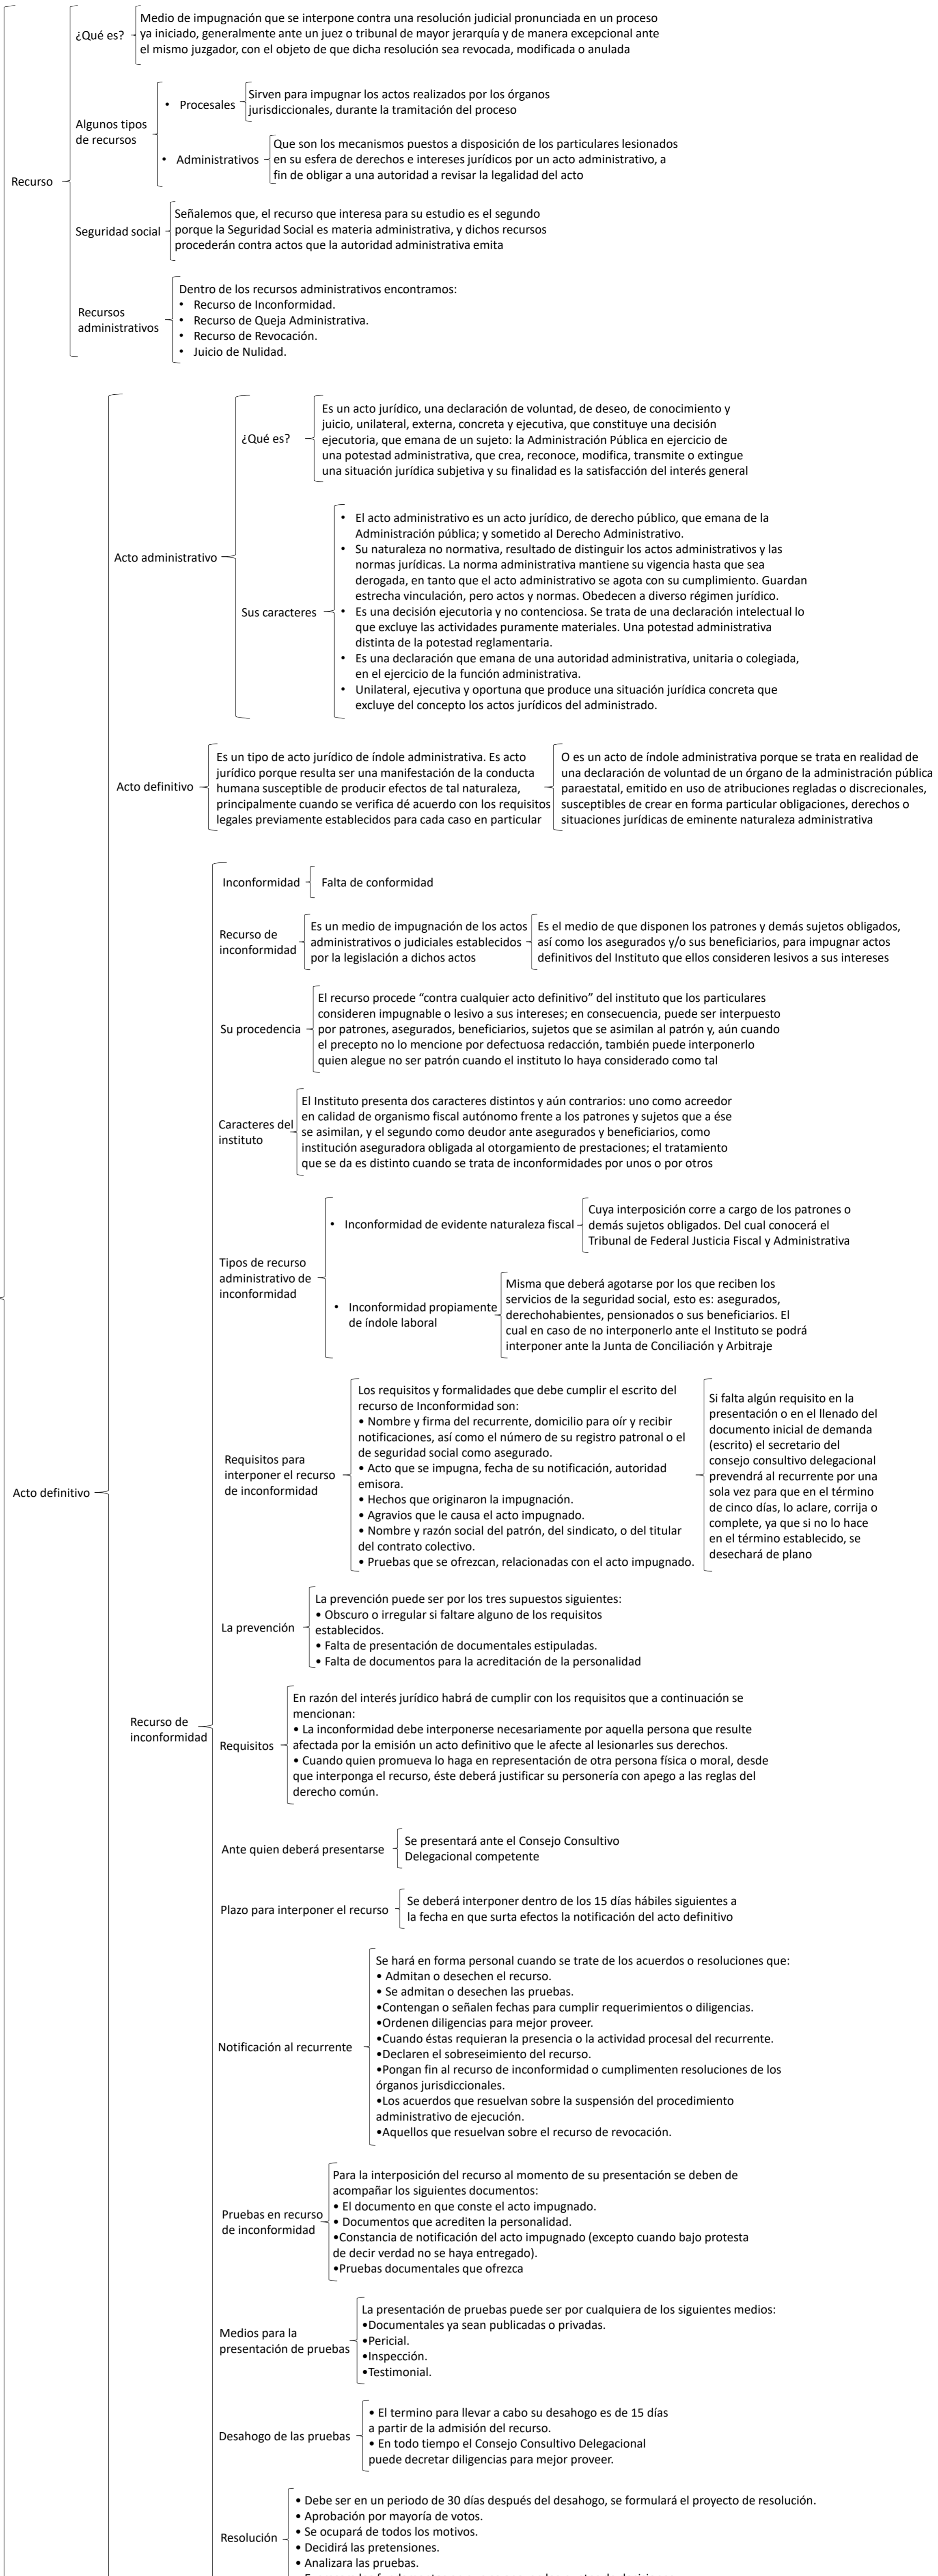 Recurso
¿Qué es?
Medio de impugnación que se interpone contra una resolución judicial pronunciada en un proceso
ya iniciado, generalmente ante un juez o tribunal de mayor jerarquía y de manera excepcional ante
el mismo juzgador, con el objeto de que dicha resolución sea revocada, modificada o anulada
Algunos tipos
de recursos
• Procesales
Sirven para impugnar los actos realizados por los órganos
jurisdiccionales, durante la tramitación del proceso
• Administrativos
Que son los mecanismos puestos a disposición de los particulares lesionados
en su esfera de derechos e intereses jurídicos por un acto administrativo, a
fin de obligar a una autoridad a revisar la legalidad del acto
Seguridad social
Señalemos que, el recurso que interesa para su estudio es el segundo
porque la Seguridad Social es materia administrativa, y dichos recursos
procederán contra actos que la autoridad administrativa emita
Recursos
administrativos
Dentro de los recursos administrativos encontramos:
• Recurso de Inconformidad.
• Recurso de Queja Administrativa.
• Recurso de Revocación.
• Juicio de Nulidad.
Acto definitivo
Acto administrativo
¿Qué es?
Es un acto jurídico, una declaración de voluntad, de deseo, de conocimiento y
juicio, unilateral, externa, concreta y ejecutiva, que constituye una decisión
ejecutoria, que emana de un sujeto: la Administración Pública en ejercicio de
una potestad administrativa, que crea, reconoce, modifica, transmite o extingue
una situación jurídica subjetiva y su finalidad es la satisfacción del interés general
Sus caracteres
• El acto administrativo es un acto jurídico, de derecho público, que emana de la
Administración pública; y sometido al Derecho Administrativo.
• Su naturaleza no normativa, resultado de distinguir los actos administrativos y las
normas jurídicas. La norma administrativa mantiene su vigencia hasta que sea
derogada, en tanto que el acto administrativo se agota con su cumplimiento. Guardan
estrecha vinculación, pero actos y normas. Obedecen a diverso régimen jurídico.
• Es una decisión ejecutoria y no contenciosa. Se trata de una declaración intelectual lo
que excluye las actividades puramente materiales. Una potestad administrativa
distinta de la potestad reglamentaria.
• Es una declaración que emana de una autoridad administrativa, unitaria o colegiada,
en el ejercicio de la función administrativa.
• Unilateral, ejecutiva y oportuna que produce una situación jurídica concreta que
excluye del concepto los actos jurídicos del administrado.
Acto definitivo
Es un tipo de acto jurídico de índole administrativa. Es acto
jurídico porque resulta ser una manifestación de la conducta
humana susceptible de producir efectos de tal naturaleza,
principalmente cuando se verifica dé acuerdo con los requisitos
legales previamente establecidos para cada caso en particular
O es un acto de índole administrativa porque se trata en realidad de
una declaración de voluntad de un órgano de la administración pública
paraestatal, emitido en uso de atribuciones regladas o discrecionales,
susceptibles de crear en forma particular obligaciones, derechos o
situaciones jurídicas de eminente naturaleza administrativa
Recurso de
inconformidad
Inconformidad
Falta de conformidad
Recurso de
inconformidad
Es un medio de impugnación de los actos
administrativos o judiciales establecidos
por la legislación a dichos actos
Es el medio de que disponen los patrones y demás sujetos obligados,
así como los asegurados y/o sus beneficiarios, para impugnar actos
definitivos del Instituto que ellos consideren lesivos a sus intereses
Su procedencia
El recurso procede “contra cualquier acto definitivo” del instituto que los particulares
consideren impugnable o lesivo a sus intereses; en consecuencia, puede ser interpuesto
por patrones, asegurados, beneficiarios, sujetos que se asimilan al patrón y, aún cuando
el precepto no lo mencione por defectuosa redacción, también puede interponerlo
quien alegue no ser patrón cuando el instituto lo haya considerado como tal
Caracteres del
instituto
El Instituto presenta dos caracteres distintos y aún contrarios: uno como acreedor
en calidad de organismo fiscal autónomo frente a los patrones y sujetos que a ése
se asimilan, y el segundo como deudor ante asegurados y beneficiarios, como
institución aseguradora obligada al otorgamiento de prestaciones; el tratamiento
que se da es distinto cuando se trata de inconformidades por unos o por otros
Tipos de recurso
administrativo de
inconformidad
• Inconformidad de evidente naturaleza fiscal
Cuya interposición corre a cargo de los patrones o
demás sujetos obligados. Del cual conocerá el
Tribunal de Federal Justicia Fiscal y Administrativa
• Inconformidad propiamente
de índole laboral
Misma que deberá agotarse por los que reciben los
servicios de la seguridad social, esto es: asegurados,
derechohabientes, pensionados o sus beneficiarios. El
cual en caso de no interponerlo ante el Instituto se podrá
interponer ante la Junta de Conciliación y Arbitraje
Requisitos para
interponer el recurso
de inconformidad
Los requisitos y formalidades que debe cumplir el escrito del
recurso de Inconformidad son:
• Nombre y firma del recurrente, domicilio para oír y recibir
notificaciones, así como el número de su registro patronal o el
de seguridad social como asegurado.
• Acto que se impugna, fecha de su notificación, autoridad
emisora.
• Hechos que originaron la impugnación.
• Agravios que le causa el acto impugnado.
• Nombre y razón social del patrón, del sindicato, o del titular
del contrato colectivo.
• Pruebas que se ofrezcan, relacionadas con el acto impugnado.
Si falta algún requisito en la
presentación o en el llenado del
documento inicial de demanda
(escrito) el secretario del
consejo consultivo delegacional
prevendrá al recurrente por una
sola vez para que en el término
de cinco días, lo aclare, corrija o
complete, ya que si no lo hace
en el término establecido, se
desechará de plano
La prevención
La prevención puede ser por los tres supuestos siguientes:
• Obscuro o irregular si faltare alguno de los requisitos
establecidos.
• Falta de presentación de documentales estipuladas.
• Falta de documentos para la acreditación de la personalidad
Requisitos
En razón del interés jurídico habrá de cumplir con los requisitos que a continuación se
mencionan:
• La inconformidad debe interponerse necesariamente por aquella persona que resulte
afectada por la emisión un acto definitivo que le afecte al lesionarles sus derechos.
• Cuando quien promueva lo haga en representación de otra persona física o moral, desde
que interponga el recurso, éste deberá justificar su personería con apego a las reglas del
derecho común.
Ante quien deberá presentarse
Se presentará ante el Consejo Consultivo
Delegacional competente
Plazo para interponer el recurso
Se deberá interponer dentro de los 15 días hábiles siguientes a
la fecha en que surta efectos la notificación del acto definitivo
Notificación al recurrente
Se hará en forma personal cuando se trate de los acuerdos o resoluciones que:
• Admitan o desechen el recurso.
• Se admitan o desechen las pruebas.
•Contengan o señalen fechas para cumplir requerimientos o diligencias.
•Ordenen diligencias para mejor proveer.
•Cuando éstas requieran la presencia o la actividad procesal del recurrente.
•Declaren el sobreseimiento del recurso.
•Pongan fin al recurso de inconformidad o cumplimenten resoluciones de los
órganos jurisdiccionales.
•Los acuerdos que resuelvan sobre la suspensión del procedimiento
administrativo de ejecución.
•Aquellos que resuelvan sobre el recurso de revocación.
Pruebas en recurso
de inconformidad
Para la interposición del recurso al momento de su presentación se deben de
acompañar los siguientes documentos:
• El documento en que conste el acto impugnado.
• Documentos que acrediten la personalidad.
•Constancia de notificación del acto impugnado (excepto cuando bajo protesta
de decir verdad no se haya entregado).
•Pruebas documentales que ofrezca
Medios para la
presentación de pruebas
La presentación de pruebas puede ser por cualquiera de los siguientes medios:
•Documentales ya sean publicadas o privadas.
•Pericial.
•Inspección.
•Testimonial.
Desahogo de las pruebas
• El termino para llevar a cabo su desahogo es de 15 días
a partir de la admisión del recurso.
• En todo tiempo el Consejo Consultivo Delegacional
puede decretar diligencias para mejor proveer.
Resolución
• Debe ser en un periodo de 30 días después del desahogo, se formulará el proyecto de resolución.
• Aprobación por mayoría de votos.
• Se ocupará de todos los motivos.
• Decidirá las pretensiones.
• Analizara las pruebas.